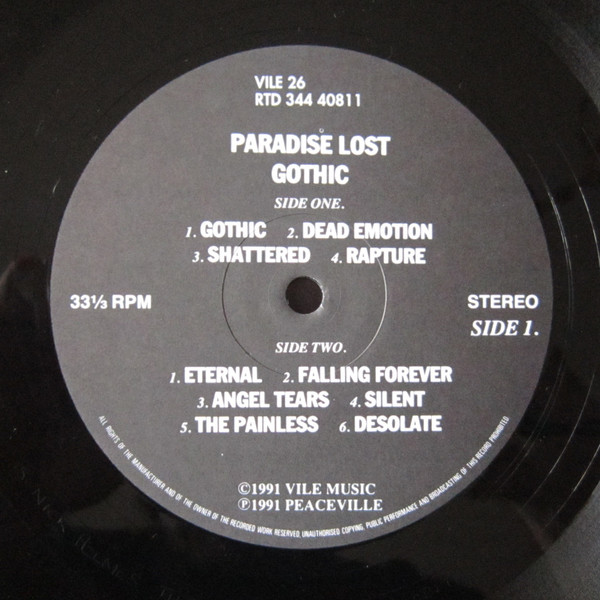 VILE 26
RTD 344 40811
PARADISE LOST
GOTHIC
SIDE ONE.
1. GOTHIC 2. DEAD EMOTION
3. SHATTERED 4. RAPTURE
33⅓ RPM
STEREO
SIDE 1.
SIDE TWO.
1. ETERNAL 2. FALLING FOREVER
3. ANGEL TEARS 4. SILENT
5. THE PAINLESS 6. DESOLATE
©1991 VILE MUSIC
℗1991 PEACEVILLE
ALL RIGHTS OF THE MANUFACTURER AND OF THE OWNER OF THE RECORDED WORK RESERVED, UNAUTHORISED COPYING, PUBLIC PERFORMANCE AND BROADCASTING OF THIS RECORD PROHIBITED